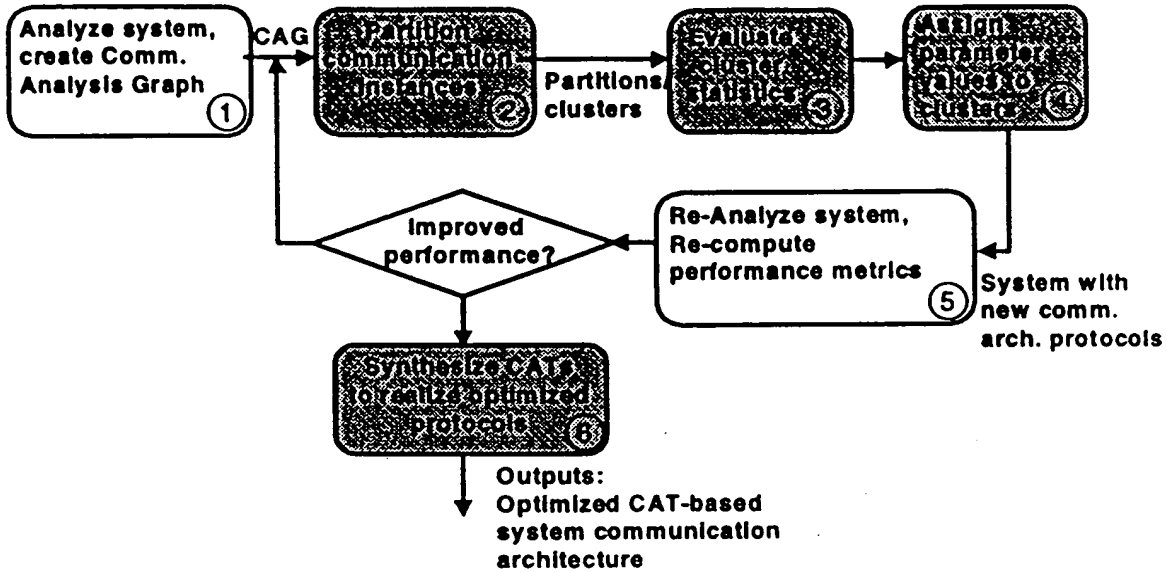 Analyze system,
create Comm.
Analysis Graph
1
CAG
Partition
communication
instances
2
Partitions/
clusters
Evaluate
cluster
statistics
3
Assign
parameter
values to
clusters
4
System with
new comm.
arch. protocols
Re-Analyze system,
Re-compute
performance metrics
5
Improved
performance?
Synthesize CATs
to realize optimized
protocols
6
Outputs:
Optimized CAT-based
system communication
architecture